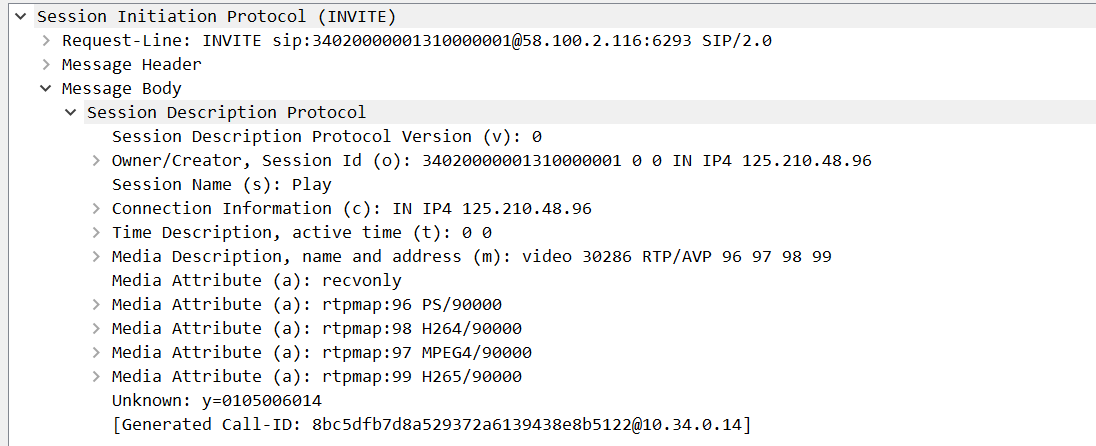 Session Initiation Protocol (INVITE)
Request-Line: INVITE sip:34020000001310000001@58.100.2.116:6293 SIP/2.0
Message Header
Message Body
Session Description Protocol
Session Description Protocol Version (v): 0
Owner/Creator, Session Id (o): 34020000001310000001 0 0 IN IP4 125.210.48.96
Session Name (s): Play
Connection Information (c): IN IP4 125.210.48.96
Time Description, active time (t): 0 0
Media Description, name and address (m): video 30286 RTP/AVP 96 97 98 99
Media Attribute (a): recvonly
Media Attribute (a): rtpmap:96 PS/90000
Media Attribute (a): rtpmap:98 H264/90000
Media Attribute (a): rtpmap:97 MPEG4/90000
Media Attribute (a): rtpmap:99 H265/90000
Unknown: y=0105006014
[Generated Call-ID: 8bc5dfb7d8a529372a6139438e8b5122@10.34.0.14]